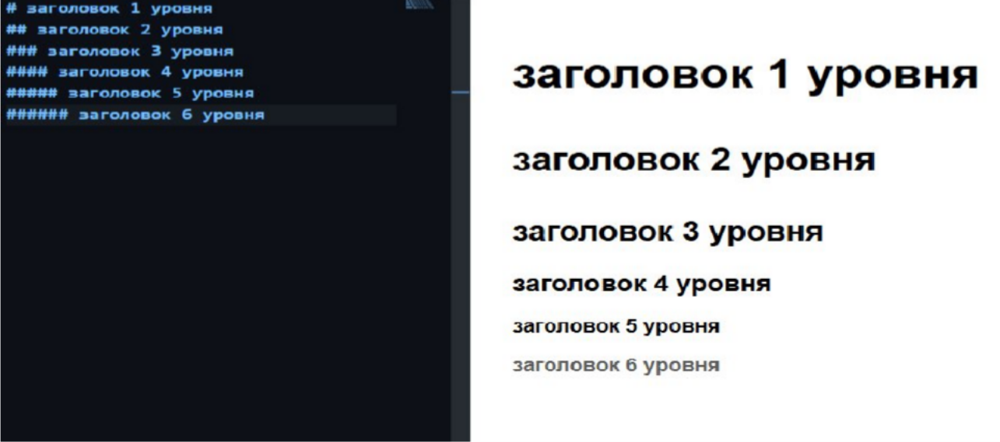 # заголовок 1 уровня
## заголовок 2 уровня
### заголовок 3 уровня
#### заголовок 4 уровня
##### заголовок 5 уровня
###### заголовок 6 уровня
заголовок 1 уровня
заголовок 2 уровня
заголовок 3 уровня
заголовок 4 уровня
заголовок 5 уровня
заголовок 6 уровня